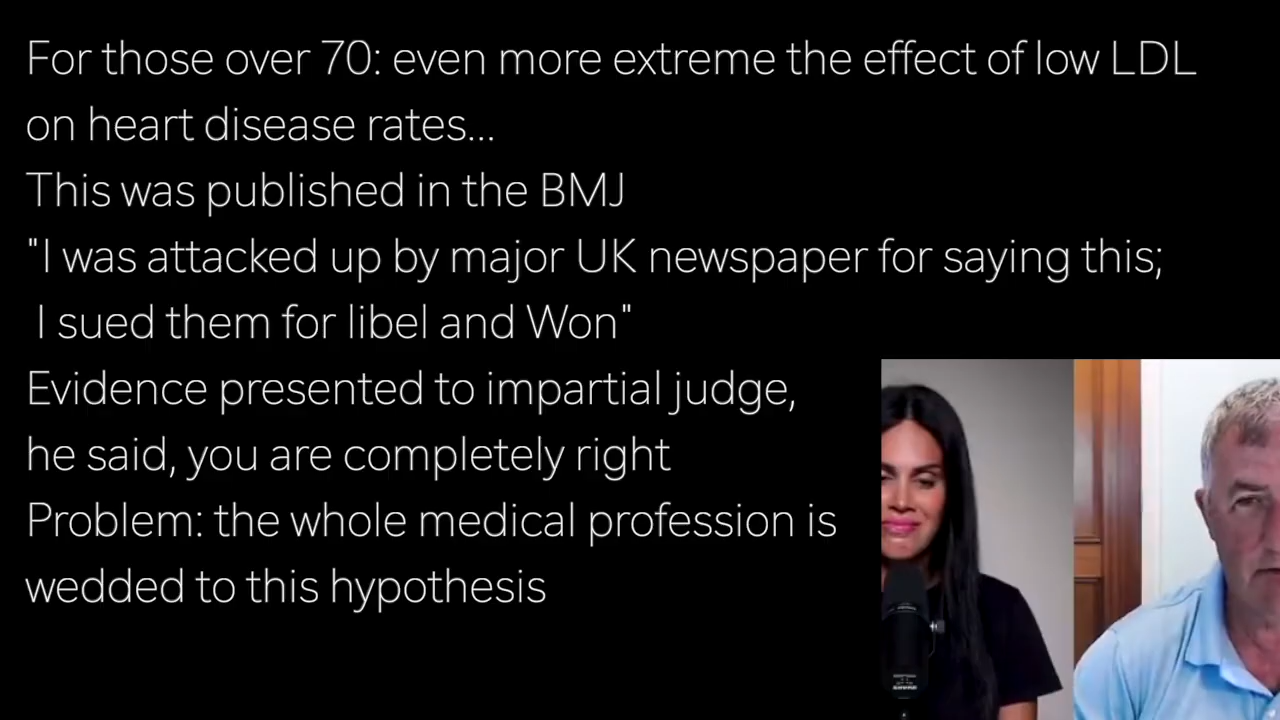 For those over 70: even more extreme the effect of low LDL
on heart disease rates...
This was published in the BMJ
"I was attacked up by major UK newspaper for saying this;
I sued them for libel and Won"
Evidence presented to impartial judge,
he said, you are completely right
Problem: the whole medical profession is
wedded to this hypothesis